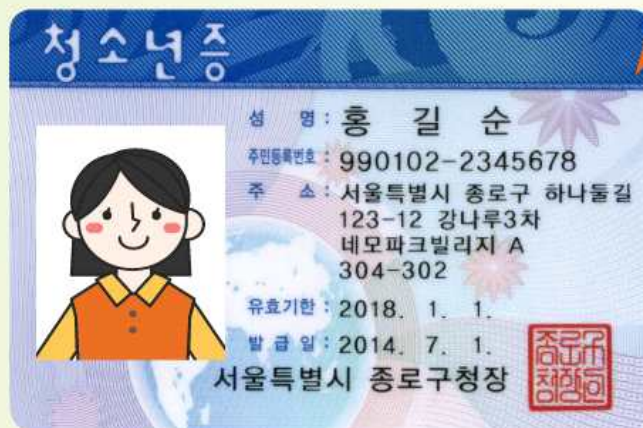 청소년증
성 명 : 홍 길 순
주민등록번호 : 990102-2345678
주 소 : 서울특별시 종로구 하나둘길
123-12 강나루3차
네모파크빌리지 A
304-302
유효기한 : 2018. 1. 1.
발 급 일 : 2014. 7. 1.
서울특별시 종로구청장